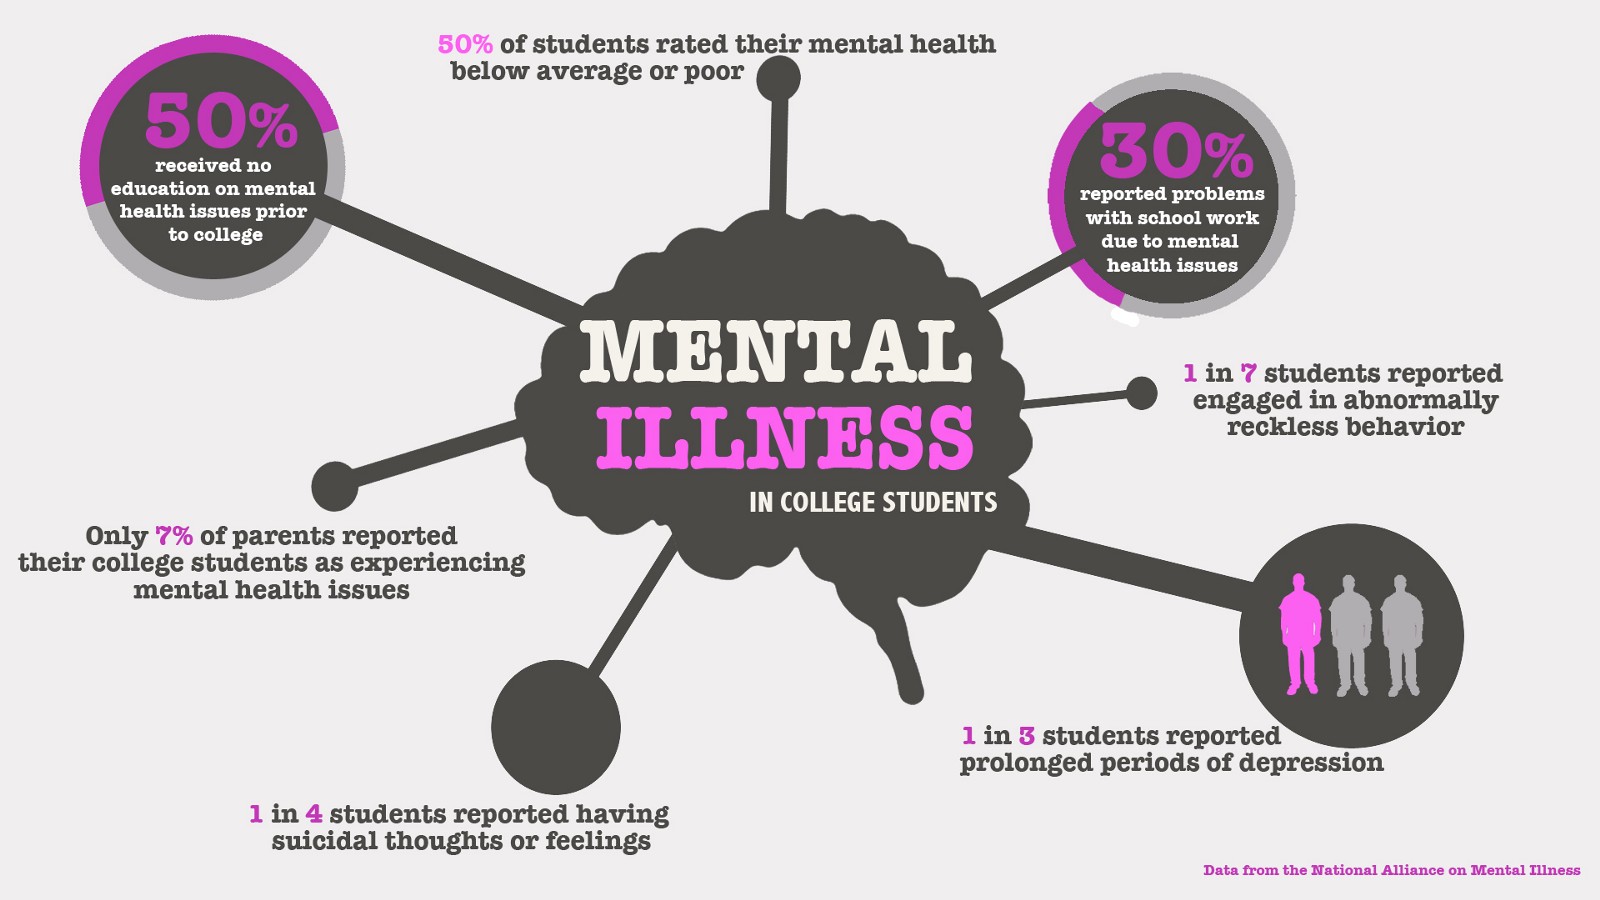 50% of students rated their mental health
below average or poor
50%
received no
education on mental
health issues prior
to college
30%
reported problems
with school work
due to mental
health issues
MENTAL
ILLNESS
IN COLLEGE STUDENTS
1 in 7 students reported
engaged in abnormally
reckless behavior
Only 7% of parents reported
their college students as experiencing
mental health issues
1 in 3 students reported
prolonged periods of depression
1 in 4 students reported having
suicidal thoughts or feelings
Data from the National Alliance on Mental Illness